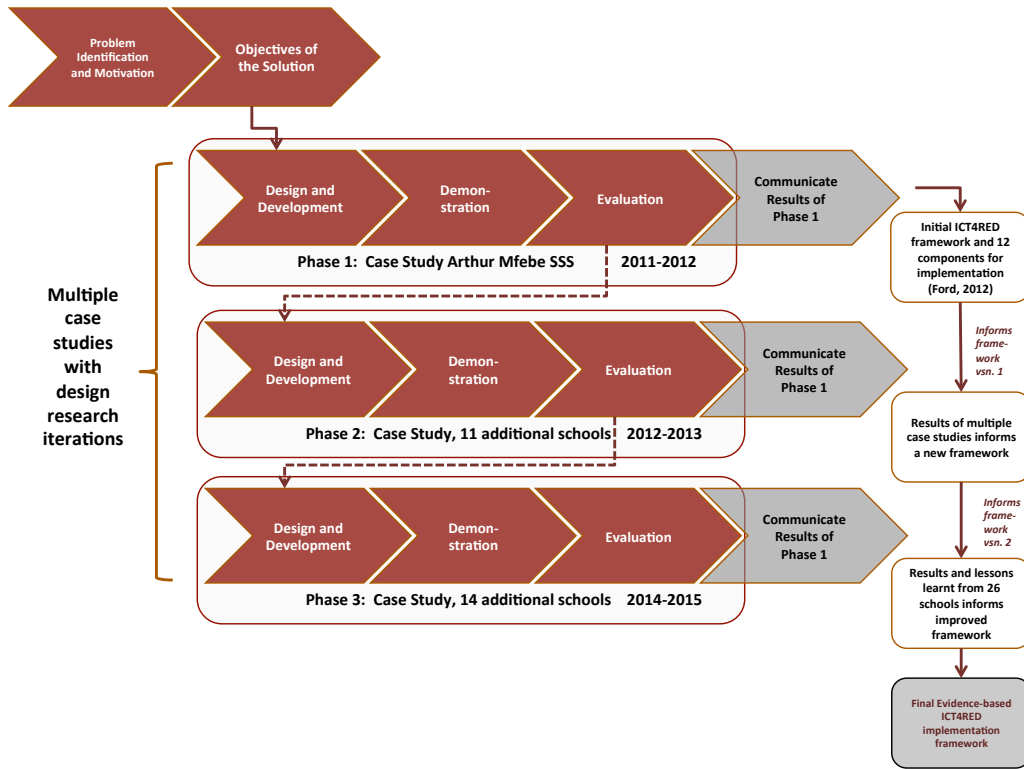 Problem
Identification
and Motivation
Objectives of
the Solution
Multiple
case
studies
with
design
research
iterations
Design and
Development
Demon-
stration
Evaluation
Communicate
Results of
Phase 1
Phase 1: Case Study Arthur Mfebe SSS 2011-2012
Design and
Development
Demon-
stration
Evaluation
Communicate
Results of
Phase 1
Phase 2: Case Study, 11 additional schools 2012-2013
Design and
Development
Demon-
stration
Evaluation
Communicate
Results of
Phase 1
Phase 3: Case Study, 14 additional schools 2014-2015
Initial ICT4RED
framework and 12
components for
implementation
(Ford, 2012)
Informs
frame-
work
vsn. 1
Results of multiple
case studies informs
a new framework
Informs
frame-
work
vsn. 2
Results and lessons
learnt from 26
schools informs
improved
framework
Final Evidence-based
ICT4RED
implementation
framework